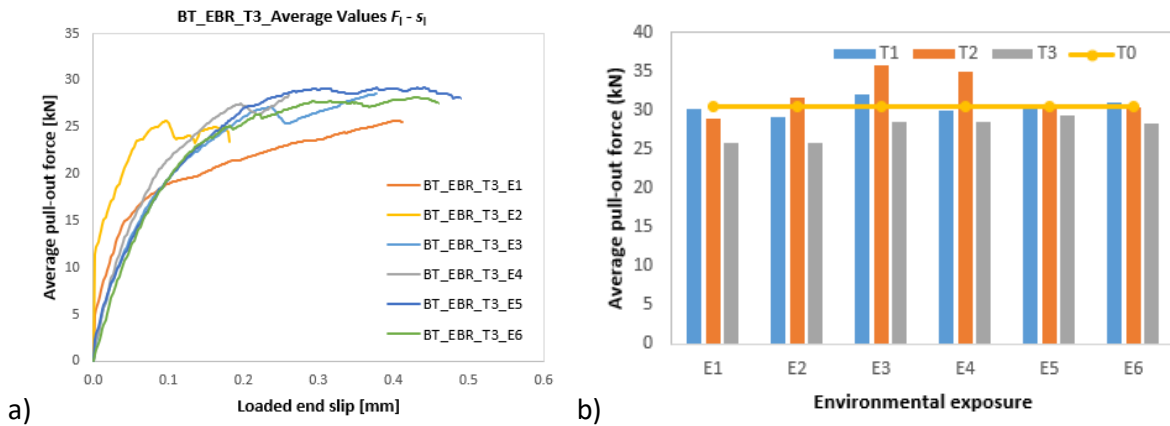 BT_EBR_T3_Average Values Fl - sl
35
30
25
20
15
10
5
0
Average pull-out force [kN]
BT_EBR_T3_E1
BT_EBR_T3_E2
BT_EBR_T3_E3
BT_EBR_T3_E4
BT_EBR_T3_E5
BT_EBR_T3_E6
0.0 0.1 0.2 0.3 0.4 0.5 0.6
Loaded end slip [mm]
a)
40
35
30
25
20
15
10
5
0
Average pull-out force (kN)
T1 T2 T3 T0
E1 E2 E3 E4 E5 E6
Environmental exposure
b)